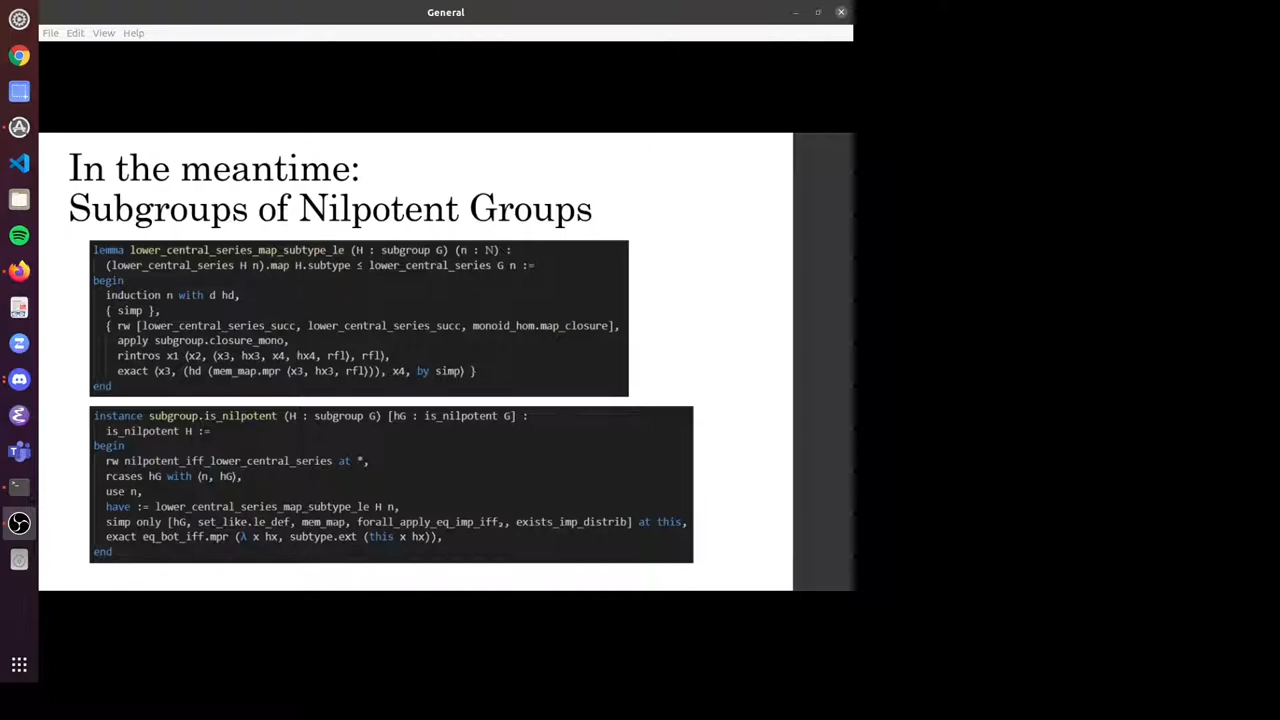 General
File Edit View Help
In the meantime:
Subgroups of Nilpotent Groups
lemma lower_central_series_map_subtype_le (H : subgroup G) (n : ℕ) :
(lower_central_series H n).map H.subtype ≤ lower_central_series G n :=
begin
induction n with d hd,
{ simp },
{ rw [lower_central_series_succ, lower_central_series_succ, monoid_hom.map_closure],
apply subgroup.closure_mono,
rintros x1 ⟨x2, ⟨x3, hx3, x4, hx4, rfl⟩, rfl⟩,
exact ⟨x3, (hd (mem_map.mpr ⟨x3, hx3, rfl⟩)), x4, by simp⟩ }
end
instance subgroup.is_nilpotent (H : subgroup G) [hG : is_nilpotent G] :
is_nilpotent H :=
begin
rw nilpotent_iff_lower_central_series at *,
rcases hG with ⟨n, hG⟩,
use n,
have := lower_central_series_map_subtype_le H n,
simp only [hG, set_like.le_def, mem_map, forall_apply_eq_imp_iff₂, exists_imp_distrib] at this,
exact eq_bot_iff.mpr (λ x hx, subtype.ext (this x hx)),
end